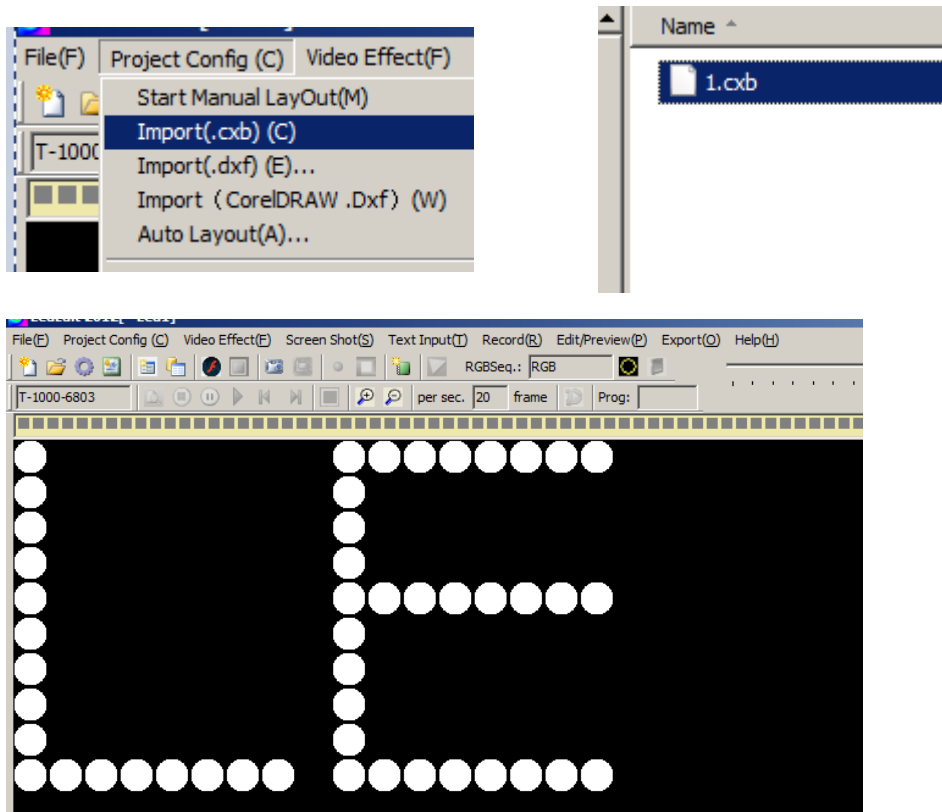 File(F) Project Config (C) Video Effect(F)
Start Manual LayOut(M)
Import(.cxb) (C)
T-1000
Import(.dxf) (E)...
Import (CorelDRAW .Dxf) (W)
Auto Layout(A)...
Name
1.cxb
File(F) Project Config (C) Video Effect(E) Screen Shot(S) Text Input(T) Record(R) Edit/Preview(P) Export(O) Help(H)
RGBSeq.: RGB
T-1000-6803 per sec. 20 frame Prog:
LE